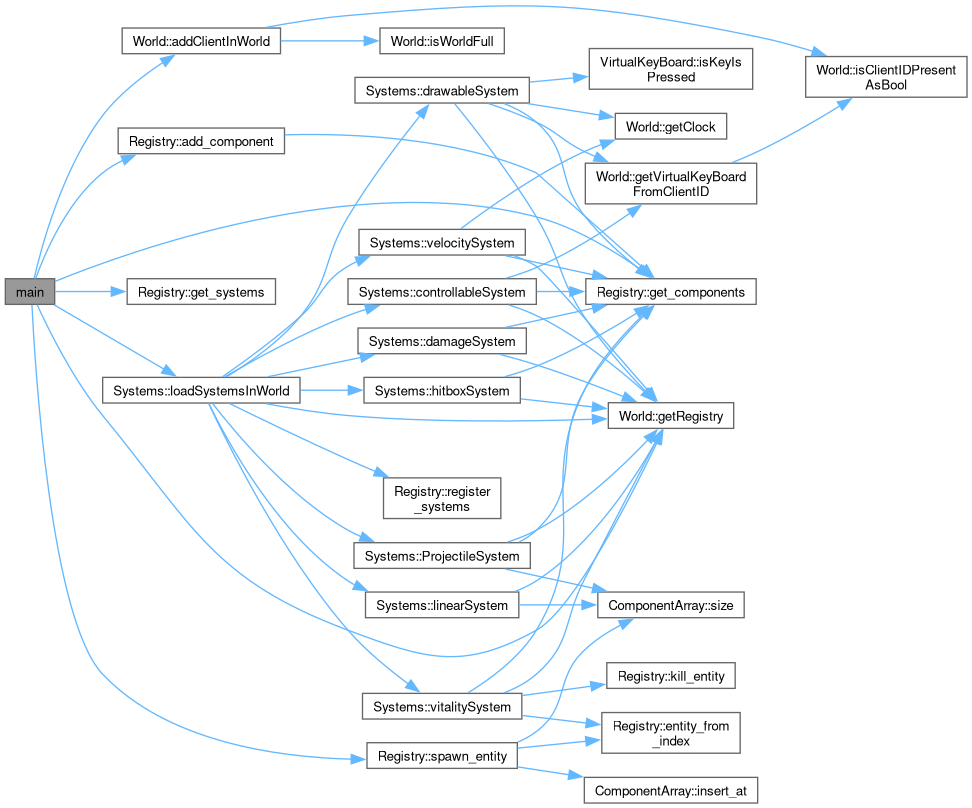 World::addClientInWorld
World::isWorldFull
World::isClientIDPresent
AsBool
VirtualKeyBoard::isKeyIs
Pressed
Systems::drawableSystem
World::getClock
Registry::add_component
World::getVirtualKeyBoard
FromClientID
Systems::velocitySystem
main
Registry::get_systems
Systems::controllableSystem
Registry::get_components
Systems::damageSystem
Systems::loadSystemsInWorld
Systems::hitboxSystem
World::getRegistry
Registry::register
_systems
Systems::ProjectileSystem
Systems::linearSystem
ComponentArray::size
Registry::kill_entity
Systems::vitalitySystem
Registry::entity_from
_index
Registry::spawn_entity
ComponentArray::insert_at